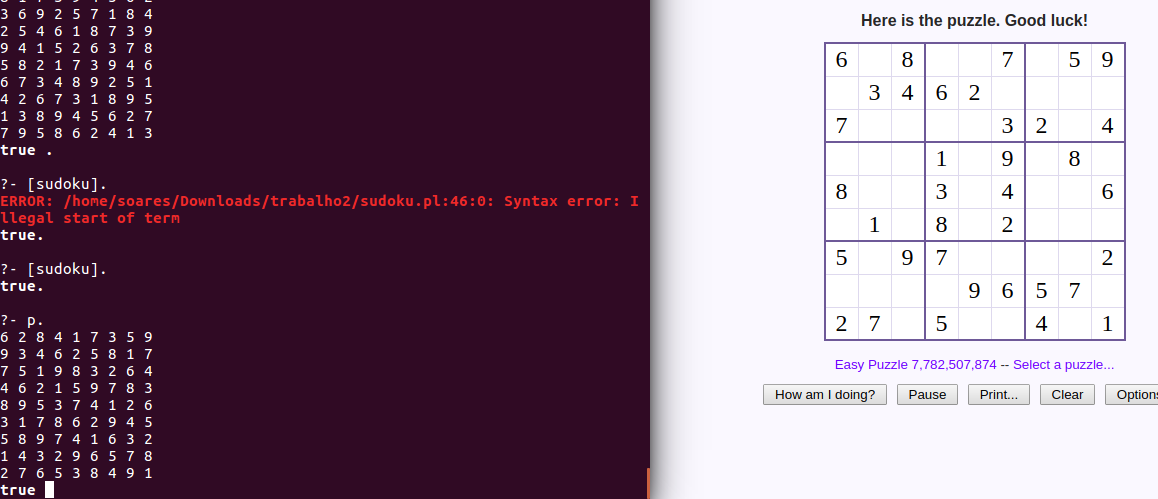 3 6 9 2 5 7 1 8 4
2 5 4 6 1 8 7 3 9
9 4 1 5 2 6 3 7 8
5 8 2 1 7 3 9 4 6
6 7 3 4 8 9 2 5 1
4 2 6 7 3 1 8 9 5
1 3 8 9 4 5 6 2 7
7 9 5 8 6 2 4 1 3
true .
?- [sudoku].
ERROR: /home/soares/Downloads/trabalho2/sudoku.pl:46:0: Syntax error: I
llegal start of term
true.
?- [sudoku].
true.
?- p.
6 2 8 4 1 7 3 5 9
9 3 4 6 2 5 8 1 7
7 5 1 9 8 3 2 6 4
4 6 2 1 5 9 7 8 3
8 9 5 3 7 4 1 2 6
3 1 7 8 6 2 9 4 5
5 8 9 7 4 1 6 3 2
1 4 3 2 9 6 5 7 8
2 7 6 5 3 8 4 9 1
true
Here is the puzzle. Good luck!
6 8 7 5 9
3 4 6 2
7 3 2 4
1 9 8
8 3 4 6
1 8 2
5 9 7 2
9 6 5 7
2 7 5 4 1
Easy Puzzle 7,782,507,874 -- Select a puzzle...
How am I doing? Pause Print... Clear Options